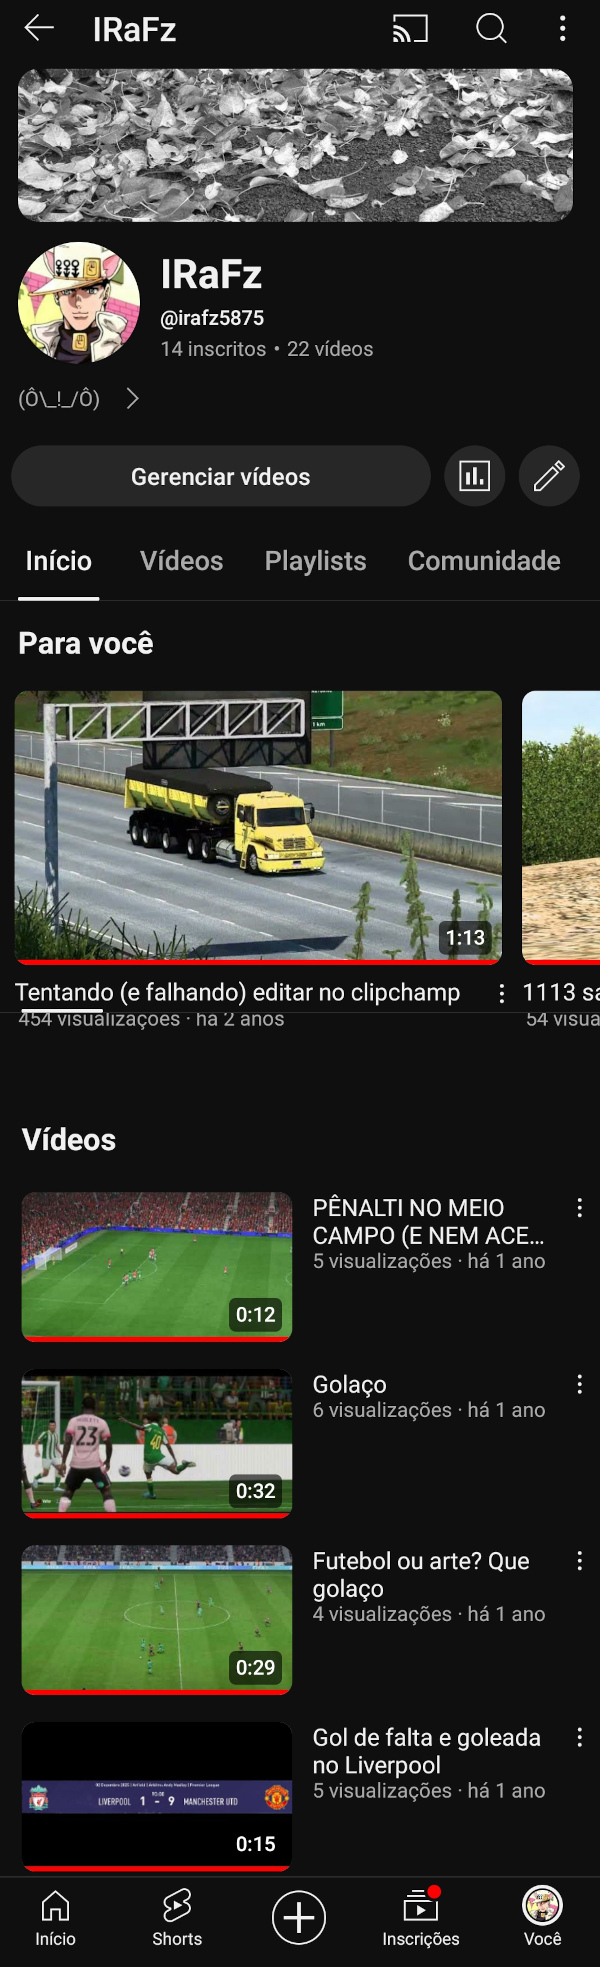 IRaFz
IRaFz
@irafz5875
14 inscritos • 22 vídeos
(Ô\_!_/Ô)
Gerenciar vídeos
Início Vídeos Playlists Comunidade
Para você
1 km
1:13
Tentando (e falhando) editar no clipchamp
454 visualizações · há 2 anos
1113 sa
54 visua
Vídeos
0:12
PÊNALTI NO MEIO
CAMPO (E NEM ACE...
5 visualizações · há 1 ano
23
40
0:32
Golaço
6 visualizações · há 1 ano
0:29
Futebol ou arte? Que
golaço
4 visualizações · há 1 ano
LIVERPOOL 1 - 9 MANCHESTER UTD
0:15
Gol de falta e goleada
no Liverpool
5 visualizações · há 1 ano
Início Shorts Inscrições Você